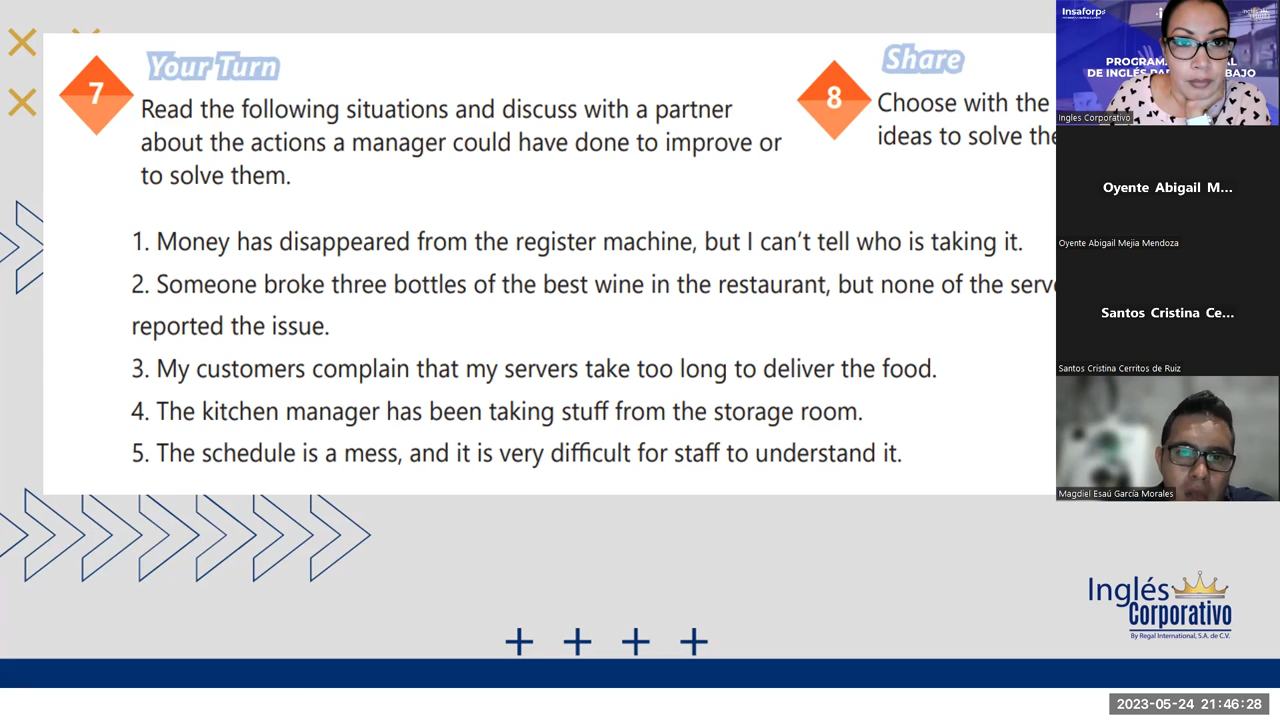 Your Turn
7
Read the following situations and discuss with a partner
about the actions a manager could have done to improve or
to solve them.
Share
8
Choose with the
ideas to solve the
1. Money has disappeared from the register machine, but I can't tell who is taking it.
2. Someone broke three bottles of the best wine in the restaurant, but none of the
reported the issue.
3. My customers complain that my servers take too long to deliver the food.
4. The kitchen manager has been taking stuff from the storage room.
5. The schedule is a mess, and it is very difficult for staff to understand it.
Insaforp
DE INGLÉS
Ingles Corporativo
Oyente Abigail M...
Oyente Abigail Mejia Mendoza
Santos Cristina Ce...
Santos Cristina Cerritos de Ruiz
Magdiel Esaú García Morales
Inglés
Corporativo
By Regal International, S.A. de C.V.
2023-05-24 21:46:28